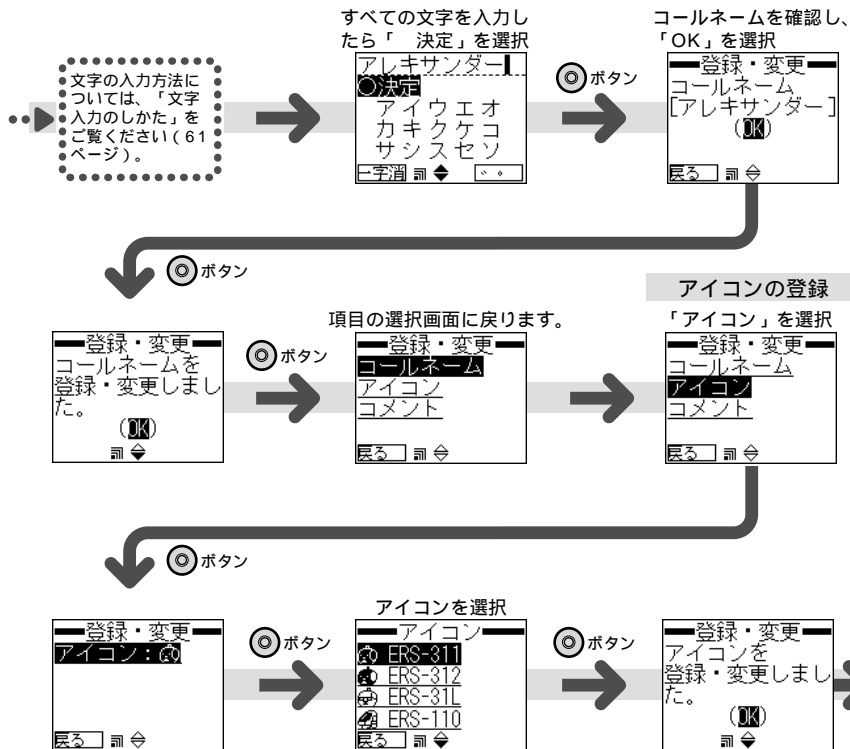 文字の入力方法に
ついては、「文字
入力のしかた」を
ご覧ください(61
ページ)。
すべての文字を入力し
たら「　決定」を選択
アレキサンダー
◎決定
アイウエオ
カキクケコ
サシスセソ
一字消
゛゜
ボタン
コールネームを確認し、
「OK」を選択
登録・変更
コールネーム
[アレキサンダー]
(OK)
戻る
ボタン
登録・変更
コールネームを
登録・変更しまし
た。
(OK)
ボタン
項目の選択画面に戻ります。
登録・変更
コールネーム
アイコン
コメント
戻る
アイコンの登録
「アイコン」を選択
登録・変更
コールネーム
アイコン
コメント
戻る
ボタン
登録・変更
アイコン:
戻る
ボタン
アイコンを選択
アイコン
ERS-311
ERS-312
ERS-31L
ERS-110
戻る
ボタン
登録・変更
アイコンを
登録・変更しまし
た。
(OK)